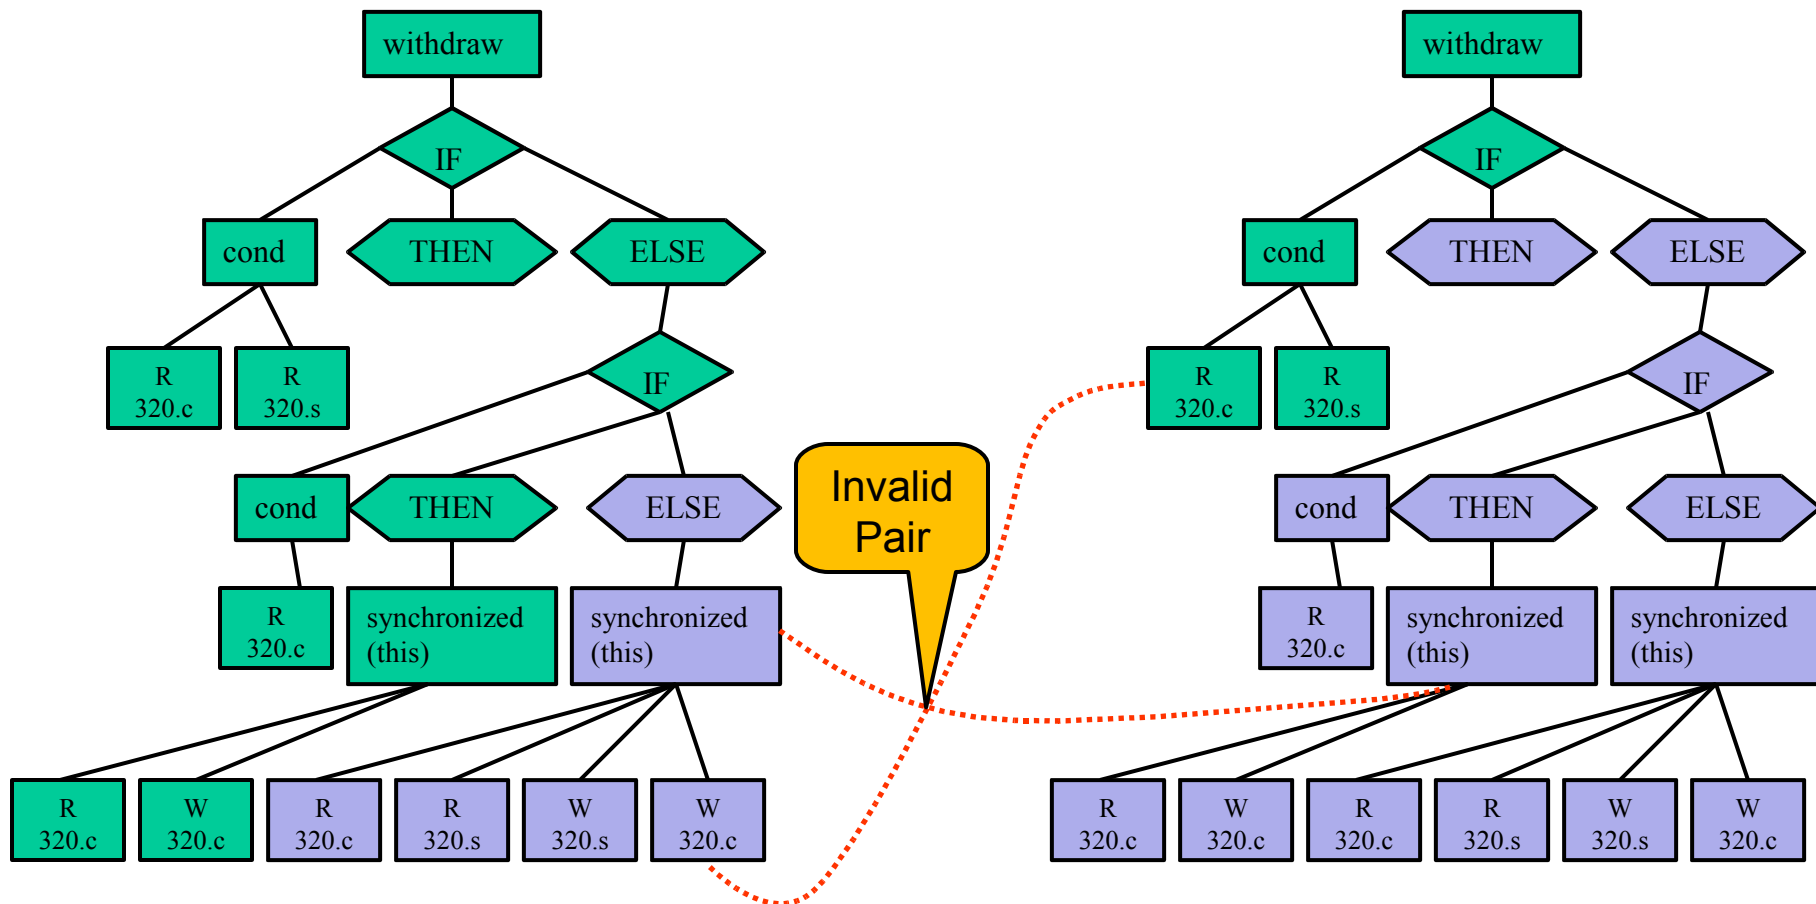 withdraw
IF
cond
THEN
ELSE
R
320.c
R
320.s
IF
cond
THEN
ELSE
R
320.c
synchronized
(this)
synchronized
(this)
R
320.c
W
320.c
R
320.c
R
320.s
W
320.s
W
320.c
Invalid
Pair
withdraw
IF
cond
THEN
ELSE
R
320.c
R
320.s
IF
cond
THEN
ELSE
R
320.c
synchronized
(this)
synchronized
(this)
R
320.c
W
320.c
R
320.c
R
320.s
W
320.s
W
320.c